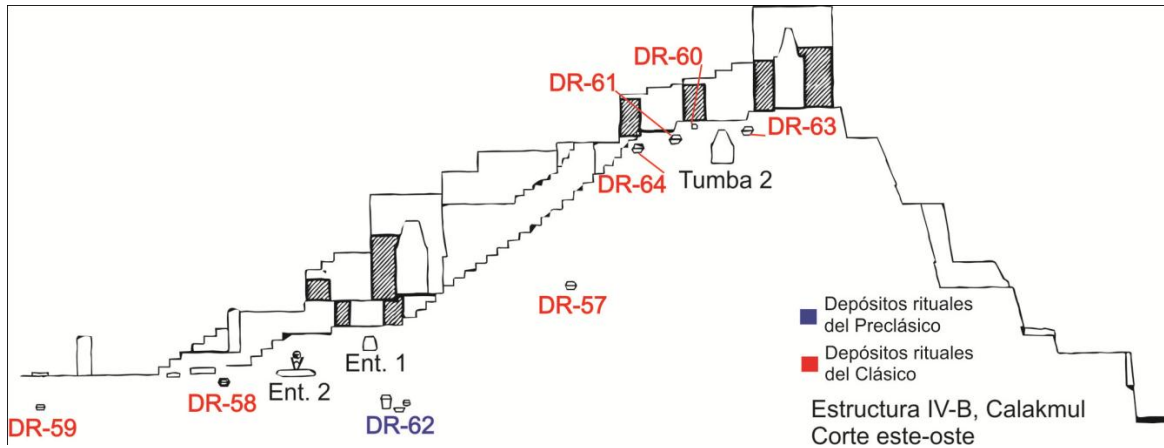 DR-60
DR-61
DR-63
DR-64
Tumba 2
DR-57
Depósitos rituales
del Preclásico
Ent. 1
Depósitos rituales
del Clásico
Ent. 2
DR-58
DR-59
DR-62
Estructura IV-B, Calakmul
Corte este-oste